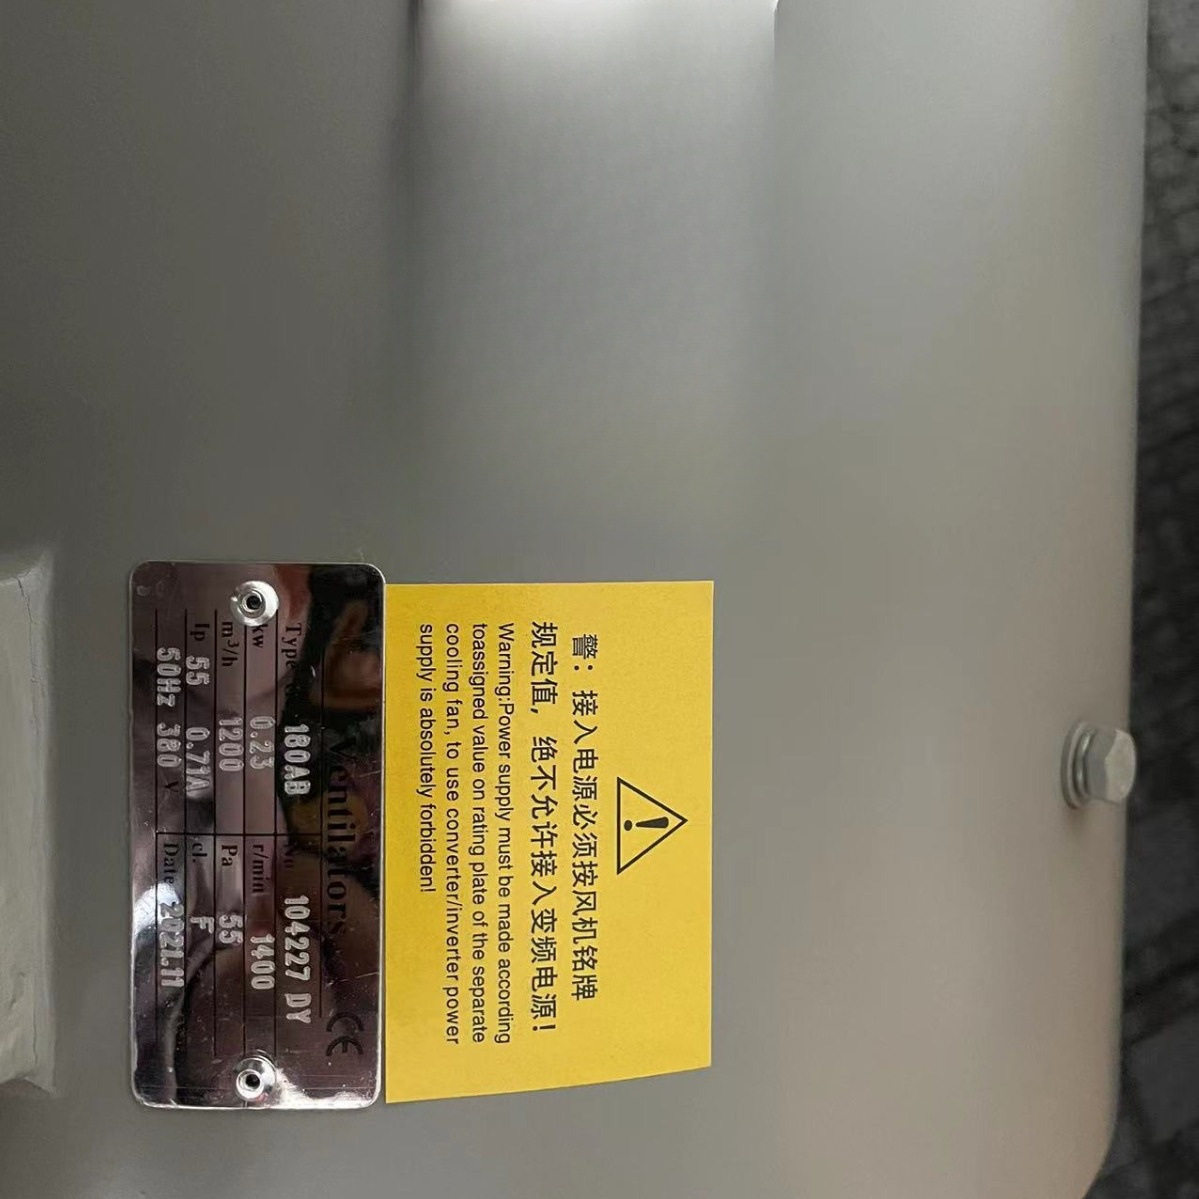 Ventilators
Type 180AB No 104227 DY
kw 0.23 r/min 1400
m³/h 1200 Pa 55
Ip 55 0.71A cl. F
50Hz 380 V Date 2021.11
警：接入电源必须按风机铭牌
规定值，绝不允许接入变频电源！
Warning:Power supply must be made according
toassigned value on rating plate of the separate
cooling fan, to use converter/inverter power
supply is absolutely forbidden!